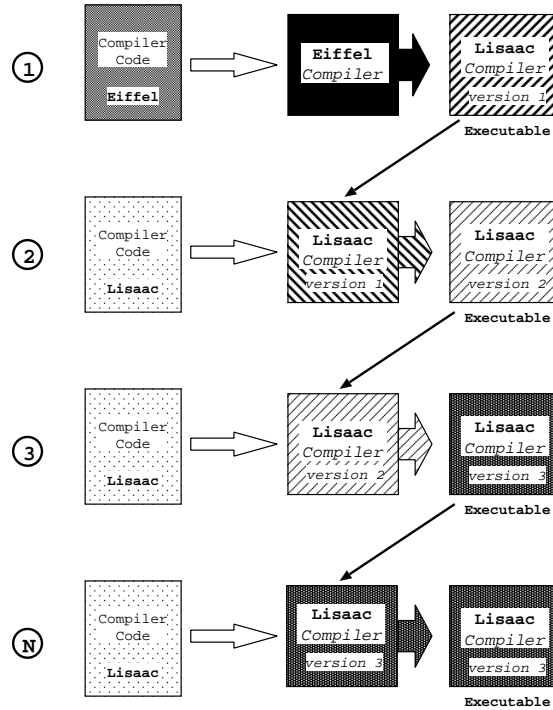 1
Compiler
Code
Eiffel
Eiffel
Compiler
Lisaac
Compiler
version 1
Executable
2
Compiler
Code
Lisaac
Lisaac
Compiler
version 1
Lisaac
Compiler
version 2
Executable
3
Compiler
Code
Lisaac
Lisaac
Compiler
version 2
Lisaac
Compiler
version 3
Executable
N
Compiler
Code
Lisaac
Lisaac
Compiler
version 3
Lisaac
Compiler
version 3
Executable